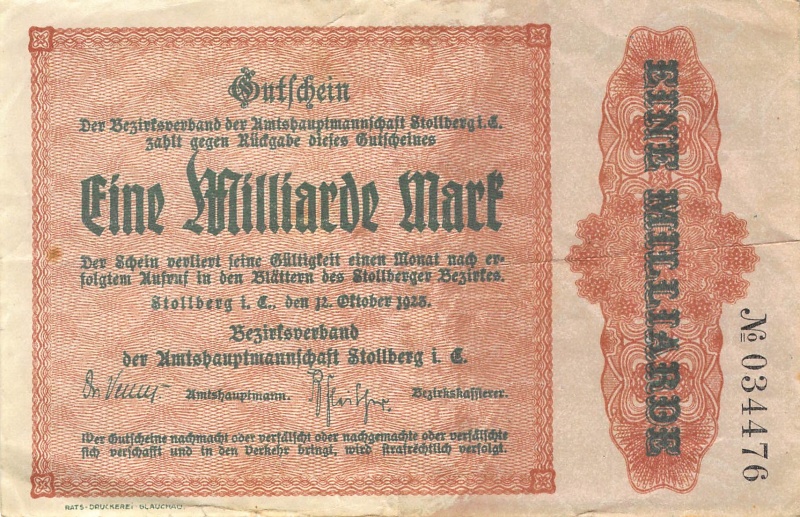 Gutschein
Der Bezirksverband der Amtshauptmannschaft Stollberg i. E.
zahlt gegen Rückgabe dieses Gutscheines
Eine Milliarde Mark
Der Schein verliert seine Gültigkeit einen Monat nach er-
folgtem Aufruf in den Blättern des Stollberger Bezirkes.
Stollberg i. E., den 12. Oktober 1923.
Bezirksverband
der Amtshauptmannschaft Stollberg i. E.
Amtshauptmann. Bezirkskassierer.
Wer Gutscheine nachmacht oder verfälscht oder nachgemachte oder verfälschte
sich verschafft und in den Verkehr bringt, wird strafrechtlich verfolgt.
RATS-DRUCKEREI GLAUCHAU.
EINE MILLIARDE
№ 034476